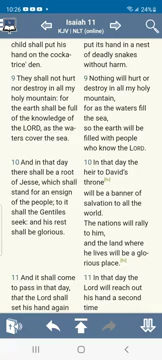 10:26
24%
Isaiah 11
KJV | NLT (online)
child shall put his
hand on the cocka-
trice' den.
9 They shall not hurt
nor destroy in all my
holy mountain: for
the earth shall be full
of the knowledge of
the LORD, as the wa-
ters cover the sea.
10 And in that day
there shall be a root
of Jesse, which shall
stand for an ensign
of the people; to it
shall the Gentiles
seek: and his rest
shall be glorious.
11 And it shall come
to pass in that day,
that the Lord shall
set his hand again
put its hand in a nest
of deadly snakes
without harm.
9 Nothing will hurt or
destroy in all my holy
mountain,
for as the waters fill
the sea,
so the earth will be
filled with people
who know the LORD.
10 In that day the
heir to David's
throne
will be a banner of
salvation to all the
world.
The nations will rally
to him,
and the land where
he lives will be a glo-
rious place.
11 In that day the
Lord will reach out
his hand a second
time